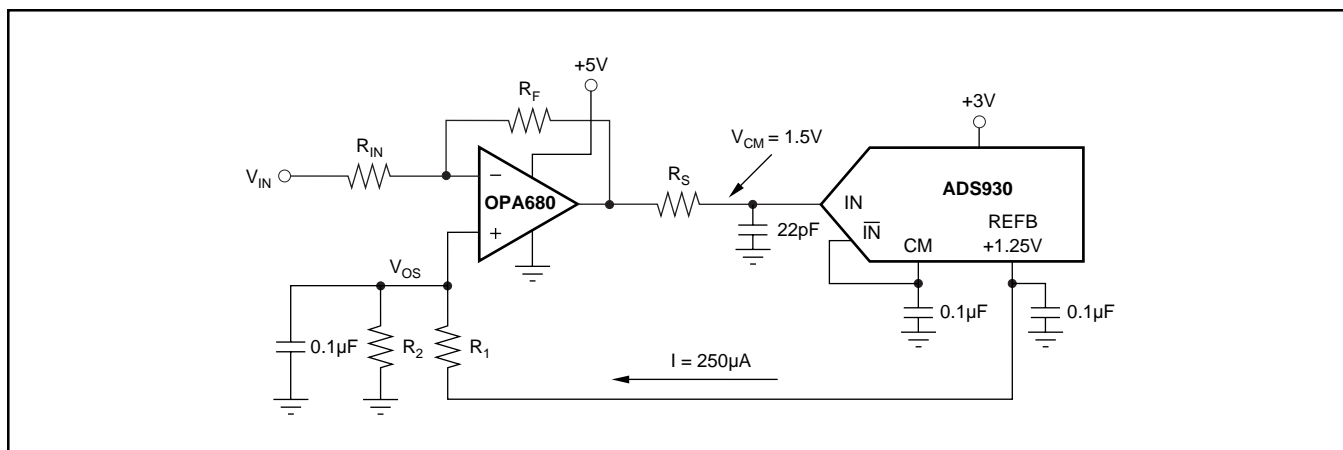 +5V
R_F
+3V
V_CM = 1.5V
R_IN
V_IN
R_S
–
OPA680
+
ADS930
IN
IN̅
REFB
+1.25V
CM
22pF
V_OS
0.1µF
R_2
R_1
0.1µF
0.1µF
I = 250µA